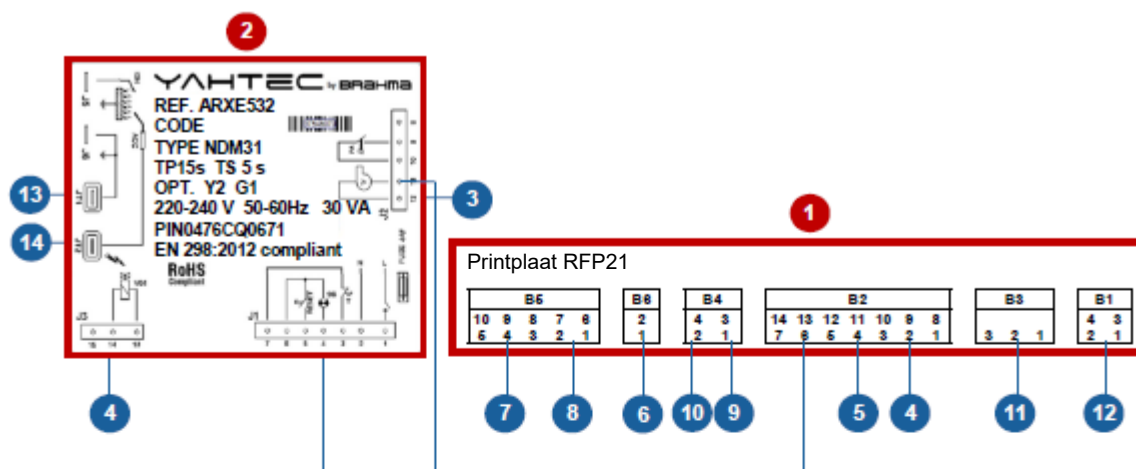 2
YAHTEC by BRAHMA
REF. ARXE532
CODE
TYPE NDM31
TP15s TS 5 s
OPT. Y2 G1
220-240 V 50-60Hz 30 VA
PIN0476CQ0671
EN 298:2012 compliant
RoHS
Compliant
J2
J3
J1
13
14
3
4
1
Printplaat RFP21
B5 B6 B4 B2 B3 B1
10 9 8 7 6 2 4 3 14 13 12 11 10 9 8 4 3
5 4 3 2 1 1 2 1 7 6 5 4 3 2 1 3 2 1 2 1
7 8 6 10 9 5 4 11 12